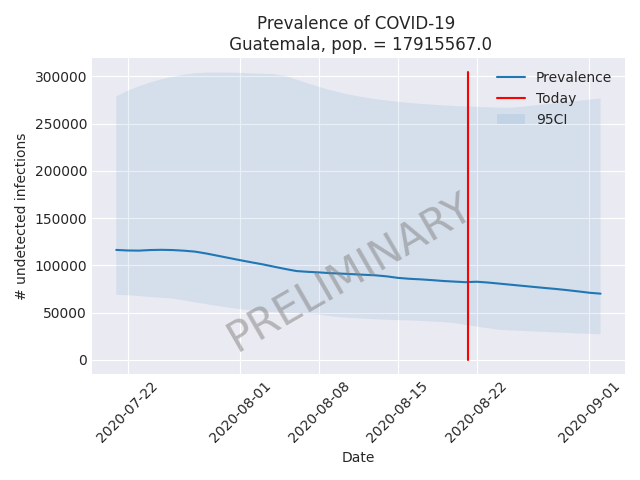 Prevalence of COVID-19
Guatemala, pop. = 17915567.0
300000
250000
200000
150000
100000
50000
0
# undetected infections
Prevalence
Today
95CI
PRELIMINARY
2020-07-22
2020-08-01
2020-08-08
2020-08-15
2020-08-22
2020-09-01
Date